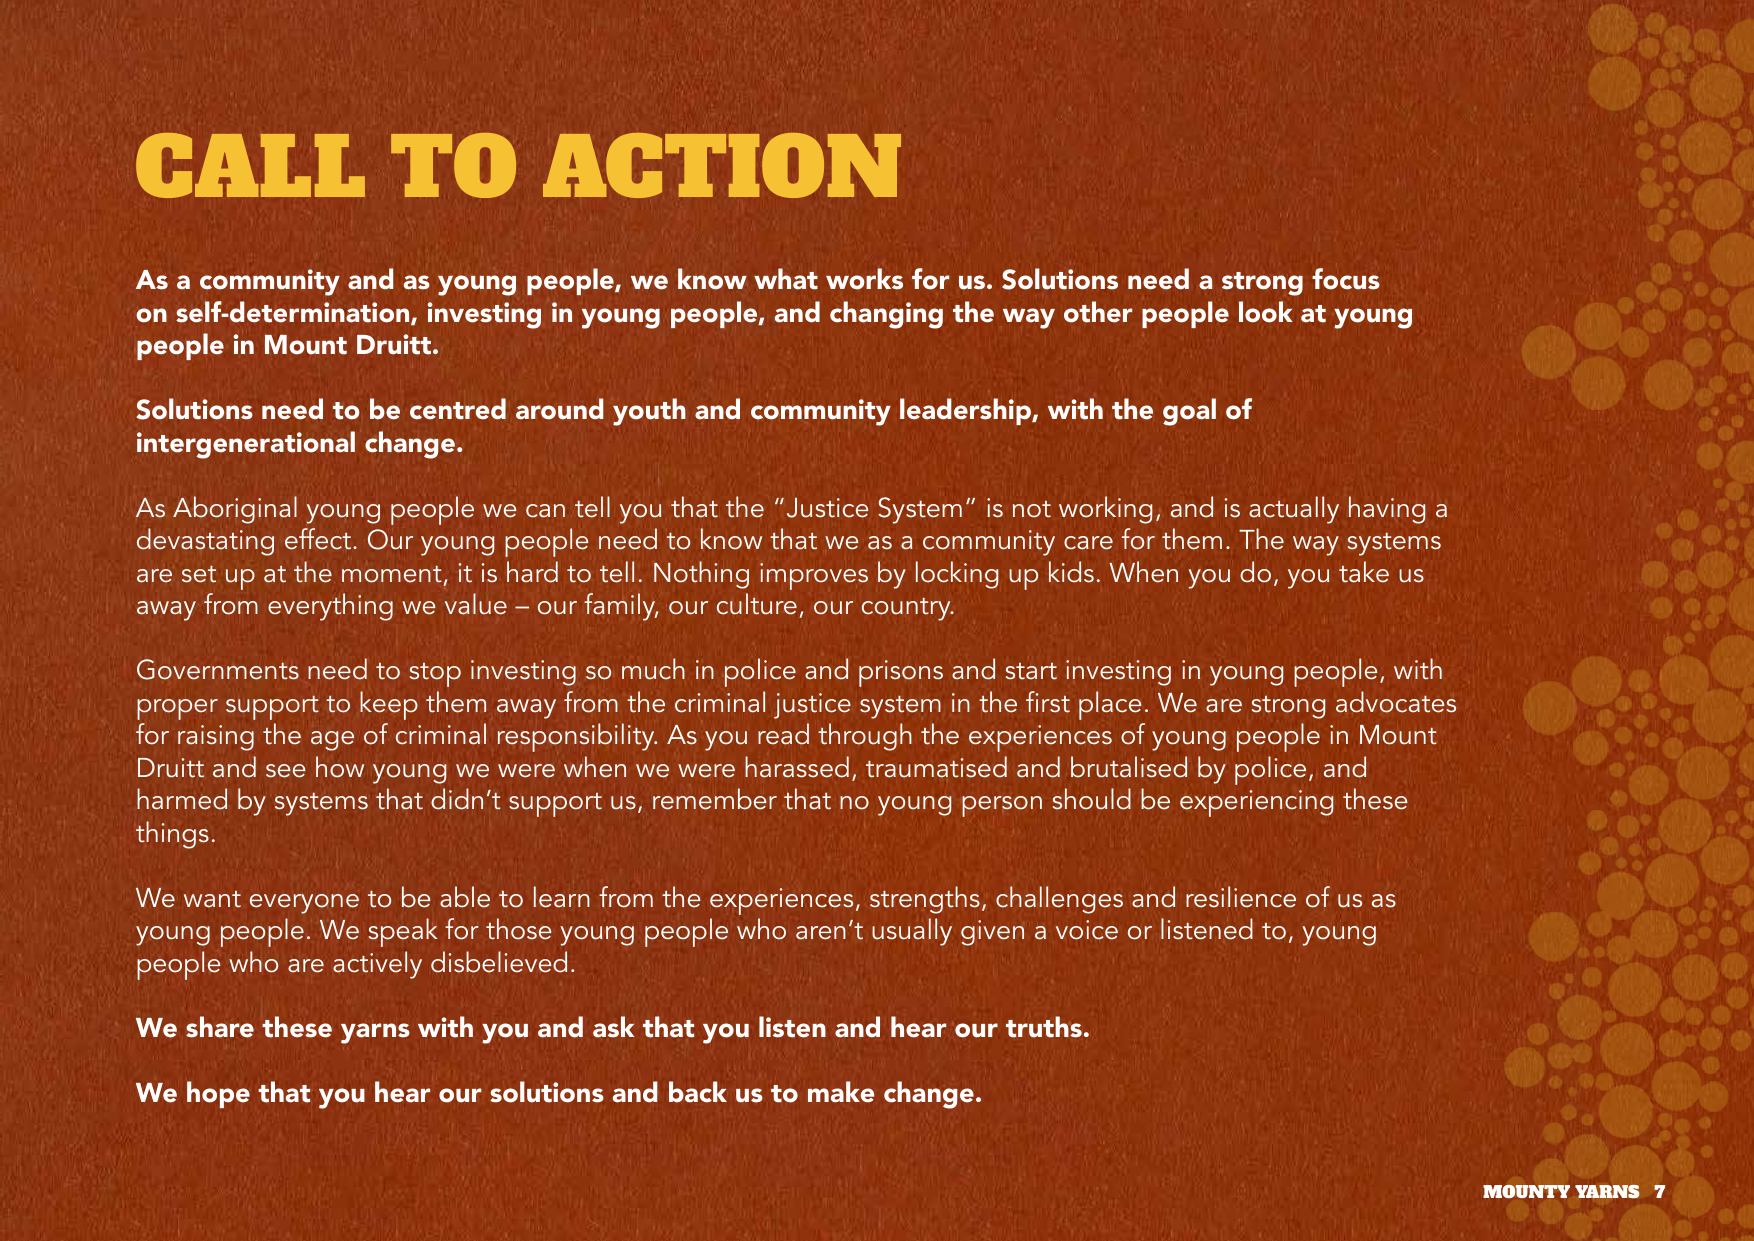 CALL TO ACTION
As a community and as young people, we know what works for us. Solutions need a strong focus
on self-determination, investing in young people, and changing the way other people look at young
people in Mount Druitt.
Solutions need to be centred around youth and community leadership, with the goal of
intergenerational change.
As Aboriginal young people we can tell you that the “Justice System” is not working, and is actually having a
devastating effect. Our young people need to know that we as a community care for them. The way systems
are set up at the moment, it is hard to tell. Nothing improves by locking up kids. When you do, you take us
away from everything we value – our family, our culture, our country.
Governments need to stop investing so much in police and prisons and start investing in young people, with
proper support to keep them away from the criminal justice system in the first place. We are strong advocates
for raising the age of criminal responsibility. As you read through the experiences of young people in Mount
Druitt and see how young we were when we were harassed, traumatised and brutalised by police, and
harmed by systems that didn’t support us, remember that no young person should be experiencing these
things.
We want everyone to be able to learn from the experiences, strengths, challenges and resilience of us as
young people. We speak for those young people who aren’t usually given a voice or listened to, young
people who are actively disbelieved.
We share these yarns with you and ask that you listen and hear our truths.
We hope that you hear our solutions and back us to make change.
MOUNTY YARNS 7